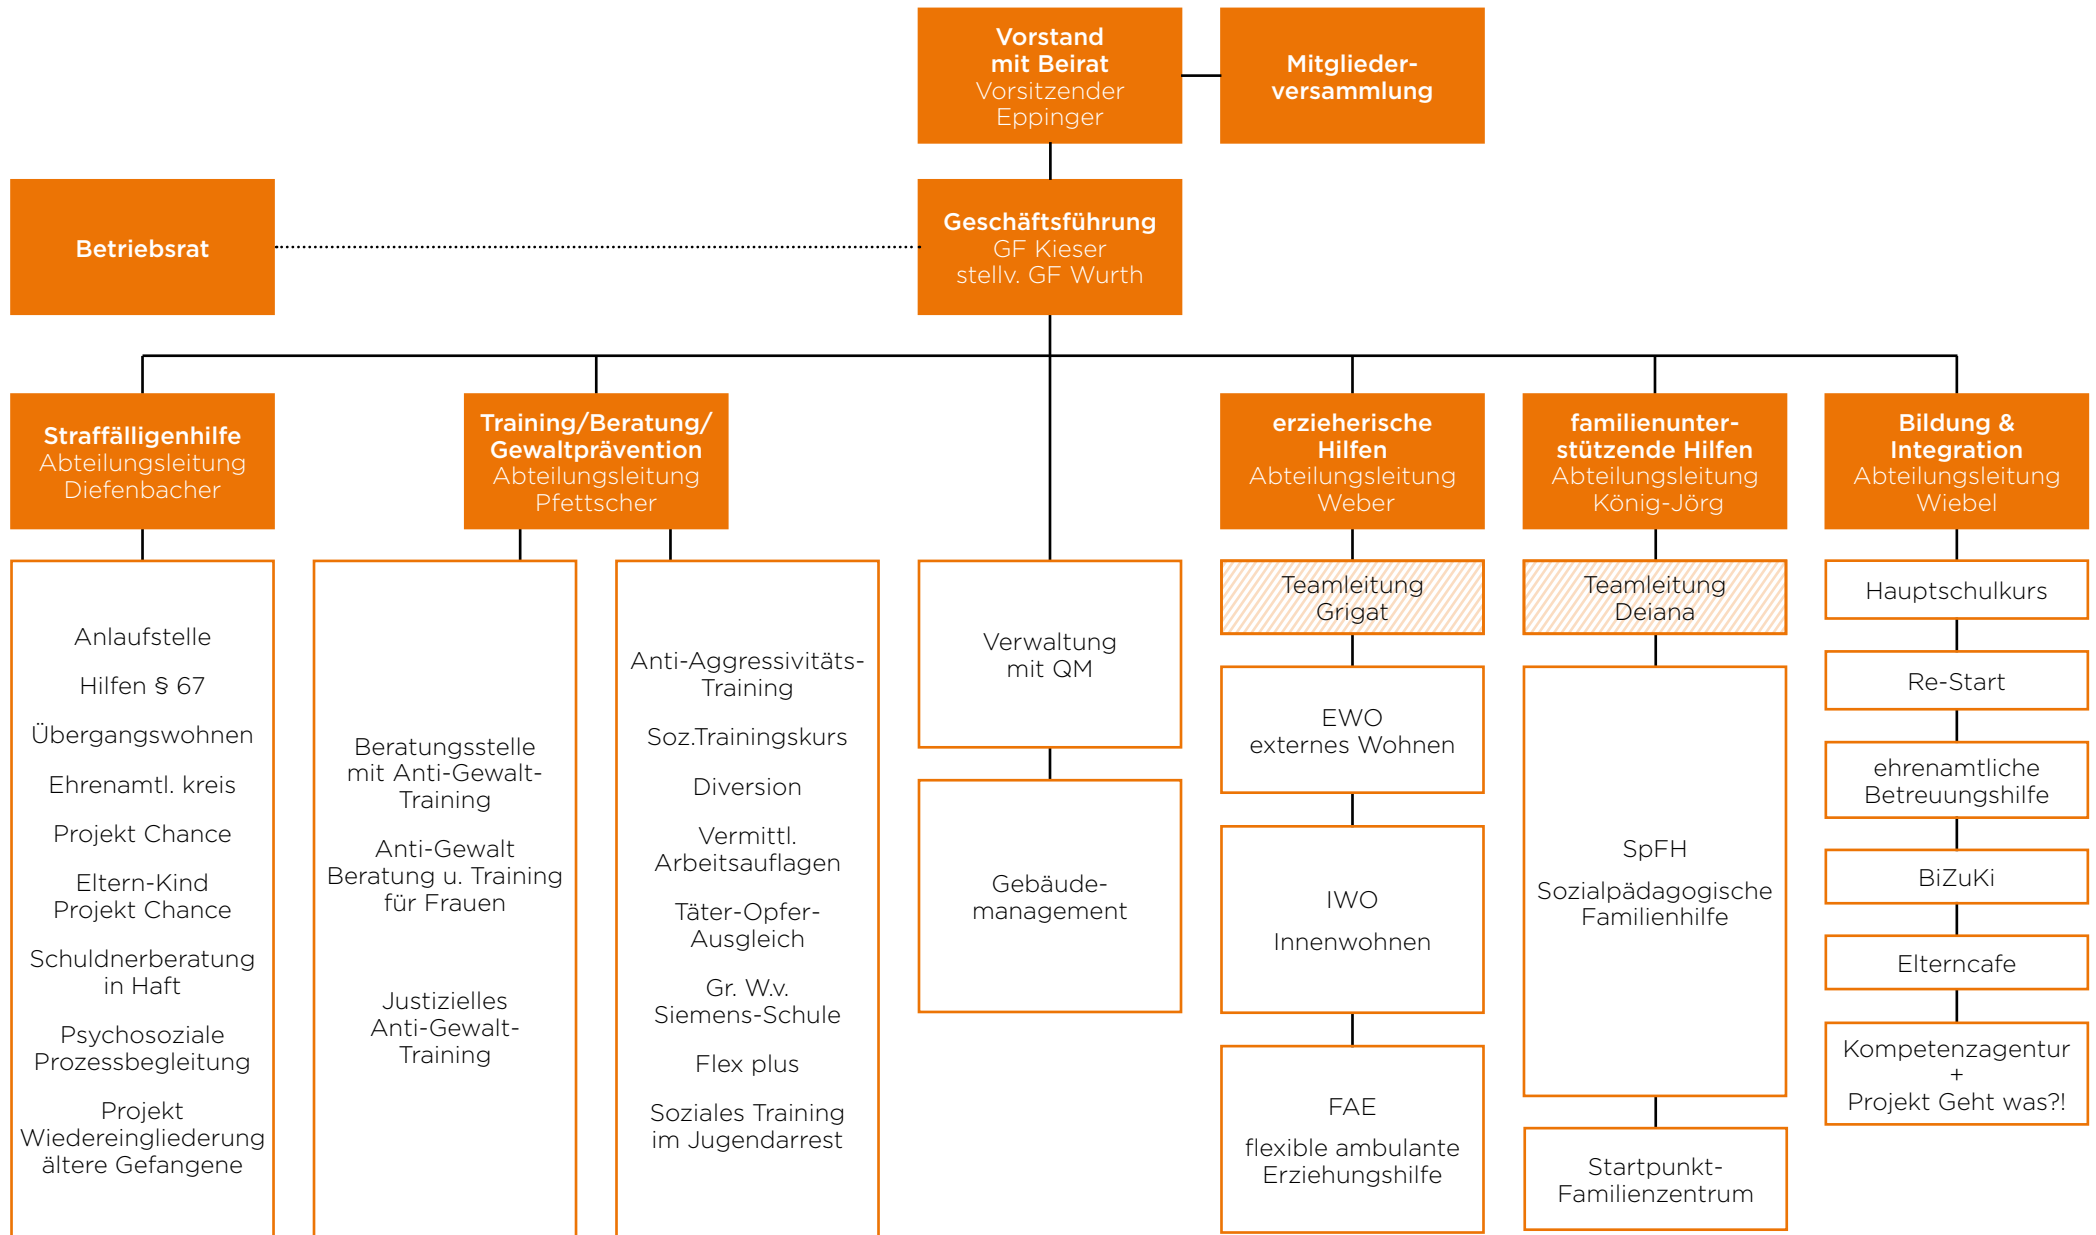 Vorstand
mit Beirat
Vorsitzender
Eppinger
Mitglieder-
versammlung
Betriebsrat
Geschäftsführung
GF Kieser
stellv. GF Wurth
Straffälligenhilfe
Abteilungsleitung
Diefenbacher
Training/Beratung/
Gewaltprävention
Abteilungsleitung
Pfettscher
erzieherische
Hilfen
Abteilungsleitung
Weber
familienunter-
stützende Hilfen
Abteilungsleitung
König-Jörg
Bildung &
Integration
Abteilungsleitung
Wiebel
Anlaufstelle
Hilfen § 67
Übergangswohnen
Ehrenamtl. kreis
Projekt Chance
Eltern-Kind
Projekt Chance
Schuldnerberatung
in Haft
Psychosoziale
Prozessbegleitung
Projekt
Wiedereingliederung
ältere Gefangene
Beratungsstelle
mit Anti-Gewalt-
Training
Anti-Gewalt
Beratung u. Training
für Frauen
Justizielles
Anti-Gewalt-
Training
Anti-Aggressivitäts-
Training
Soz.Trainingskurs
Diversion
Vermittl.
Arbeitsauflagen
Täter-Opfer-
Ausgleich
Gr. W.v.
Siemens-Schule
Flex plus
Soziales Training
im Jugendarrest
Verwaltung
mit QM
Gebäude-
management
Teamleitung
Grigat
EWO
externes Wohnen
IWO
Innenwohnen
FAE
flexible ambulante
Erziehungshilfe
Teamleitung
Deiana
SpFH
Sozialpädagogische
Familienhilfe
Startpunkt-
Familienzentrum
Hauptschulkurs
Re-Start
ehrenamtliche
Betreuungshilfe
BiZuKi
Elterncafe
Kompetenzagentur
+
Projekt Geht was?!